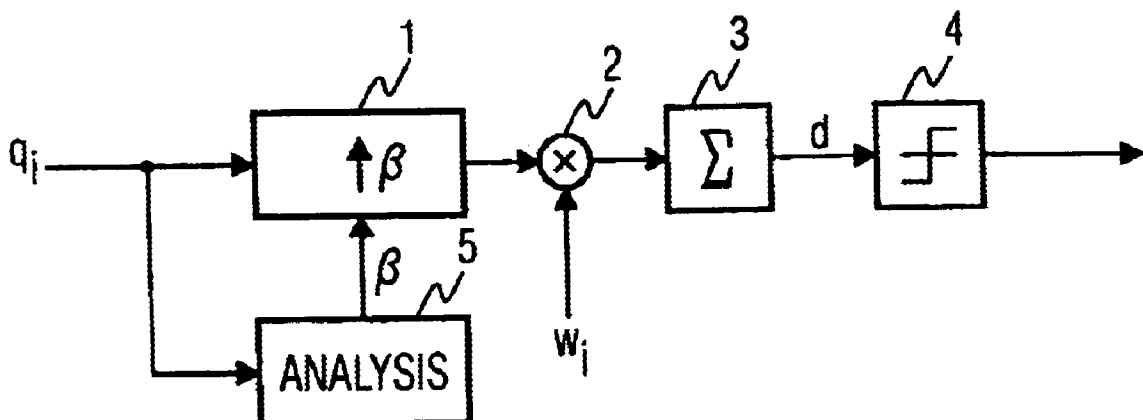 1
2
3
4
q_i
↑β
×
Σ
d
β
5
w_i
ANALYSIS